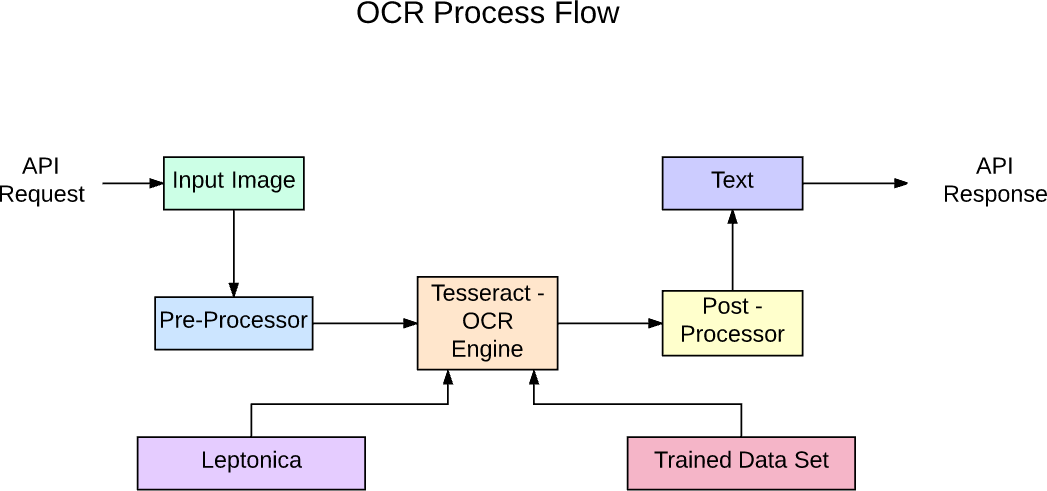 OCR Process Flow
API
Request
Input Image
Text
API
Response
Pre-Processor
Tesseract -
OCR
Engine
Post -
Processor
Leptonica
Trained Data Set